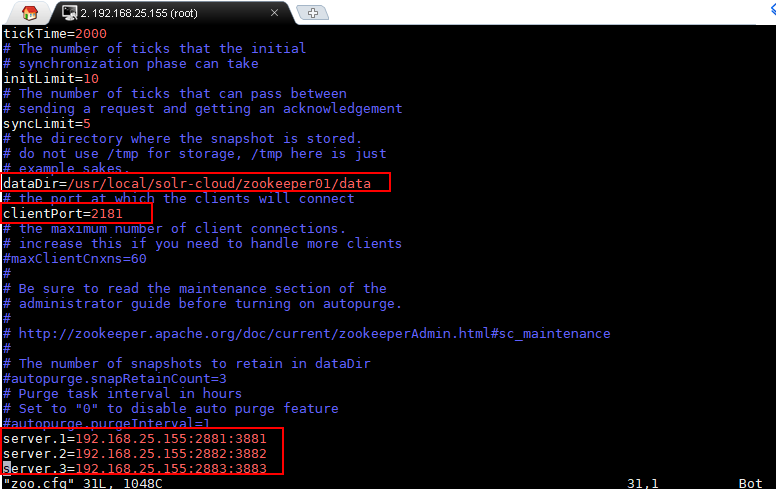 2. 192.168.25.155 (root)
tickTime=2000
# The number of ticks that the initial
# synchronization phase can take
initLimit=10
# The number of ticks that can pass between
# sending a request and getting an acknowledgement
syncLimit=5
# the directory where the snapshot is stored.
# do not use /tmp for storage, /tmp here is just
# example sakes.
dataDir=/usr/local/solr-cloud/zookeeper01/data
# the port at which the clients will connect
clientPort=2181
# the maximum number of client connections.
# increase this if you need to handle more clients
#maxClientCnxns=60
#
# Be sure to read the maintenance section of the
# administrator guide before turning on autopurge.
#
# http://zookeeper.apache.org/doc/current/zookeeperAdmin.html#sc_maintenance
#
# The number of snapshots to retain in dataDir
#autopurge.snapRetainCount=3
# Purge task interval in hours
# Set to "0" to disable auto purge feature
#autopurge.purgeInterval=1
server.1=192.168.25.155:2881:3881
server.2=192.168.25.155:2882:3882
server.3=192.168.25.155:2883:3883
"zoo.cfg" 31L, 1048C 31,1 Bot